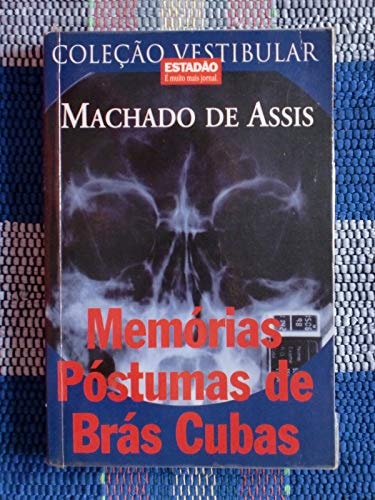 COLEÇÃO VESTIBULAR
ESTADÃO
É muito mais jornal.
MACHADO DE ASSIS
Memórias
Póstumas de
Brás Cubas